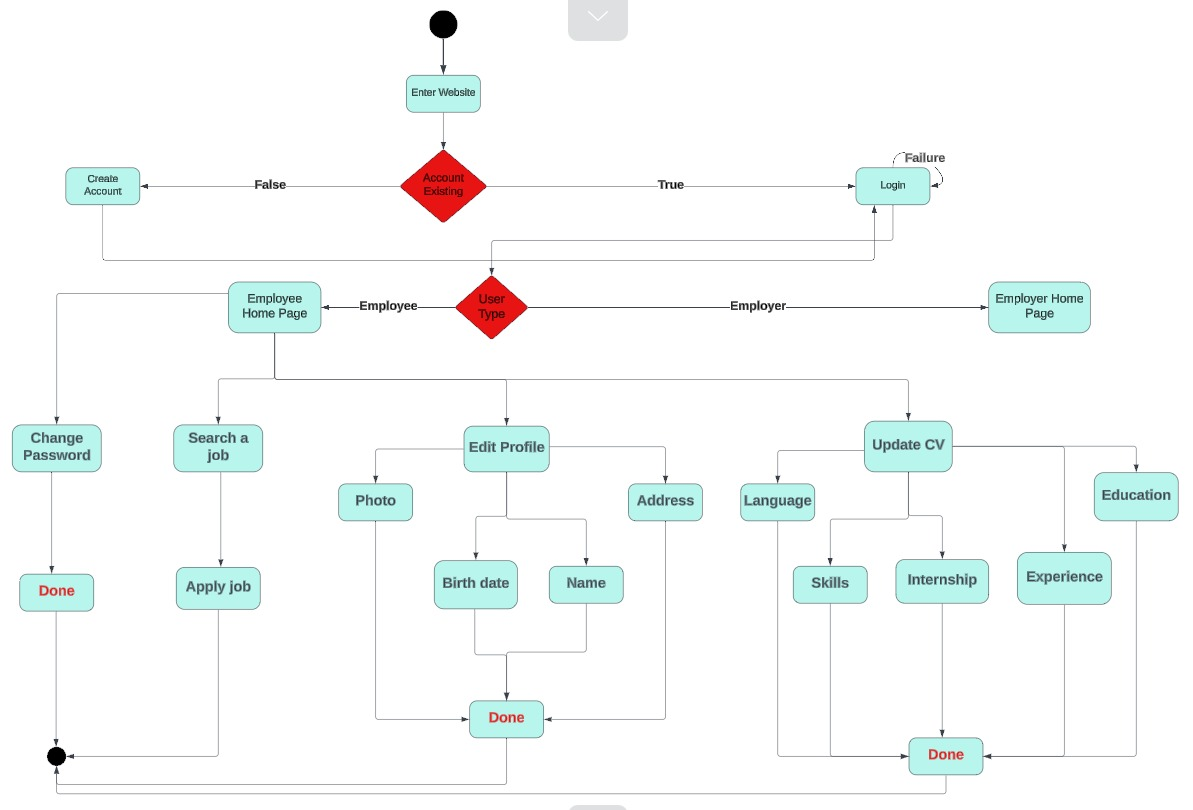 Enter Website
Account
Existing
False
True
Create
Account
Failure
LogIn
User
Type
Employee
Employer
Employee
Home Page
Employer Home
Page
Change
Password
Search a
job
Edit Profile
Update CV
Photo
Address
Language
Education
Birth date
Name
Skills
Internship
Experience
Done
Apply job
Done
Done